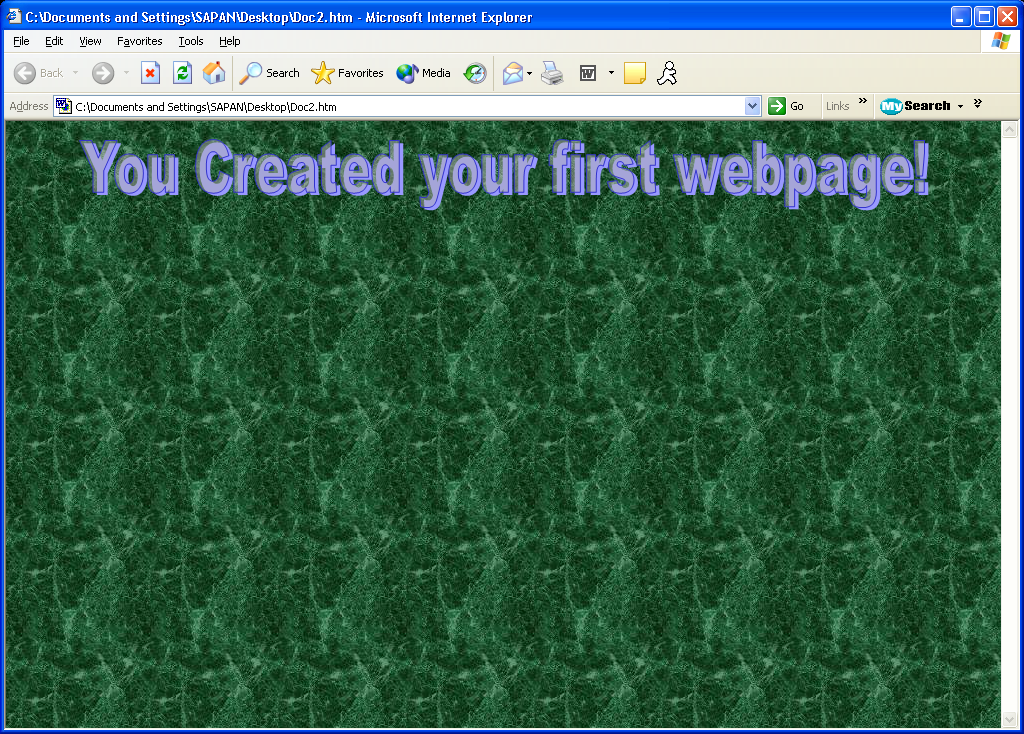 C:\Documents and Settings\SAPAN\Desktop\Doc2.htm - Microsoft Internet Explorer
File Edit View Favorites Tools Help
Back Search Favorites Media
Address C:\Documents and Settings\SAPAN\Desktop\Doc2.htm Go Links » MySearch »
You Created your first webpage!